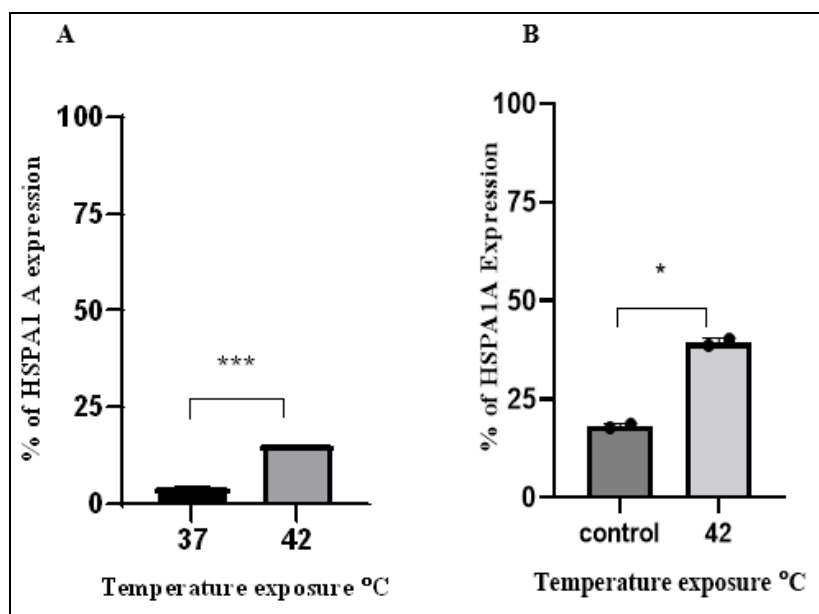 A
% of HSPA1 A expression
100
75
50
25
0
***
37 42
Temperature exposure °C
B
% of HSPA1A Expression
100
75
50
25
0
*
control 42
Temperature exposure °C